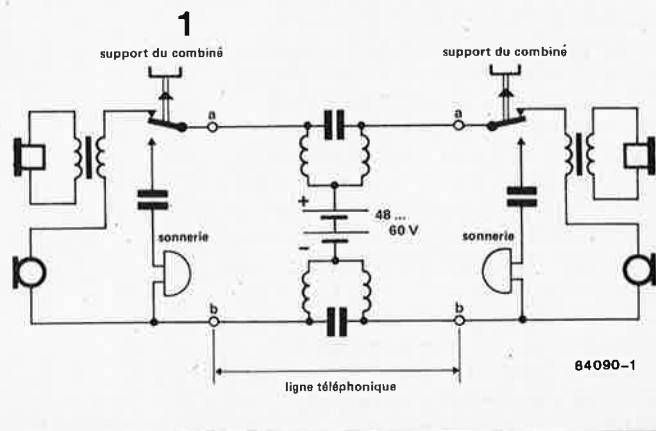 1
support du combiné
support du combiné
a
a
+
48 ...
60 V
−
sonnerie
sonnerie
b
b
ligne téléphonique
84090-1